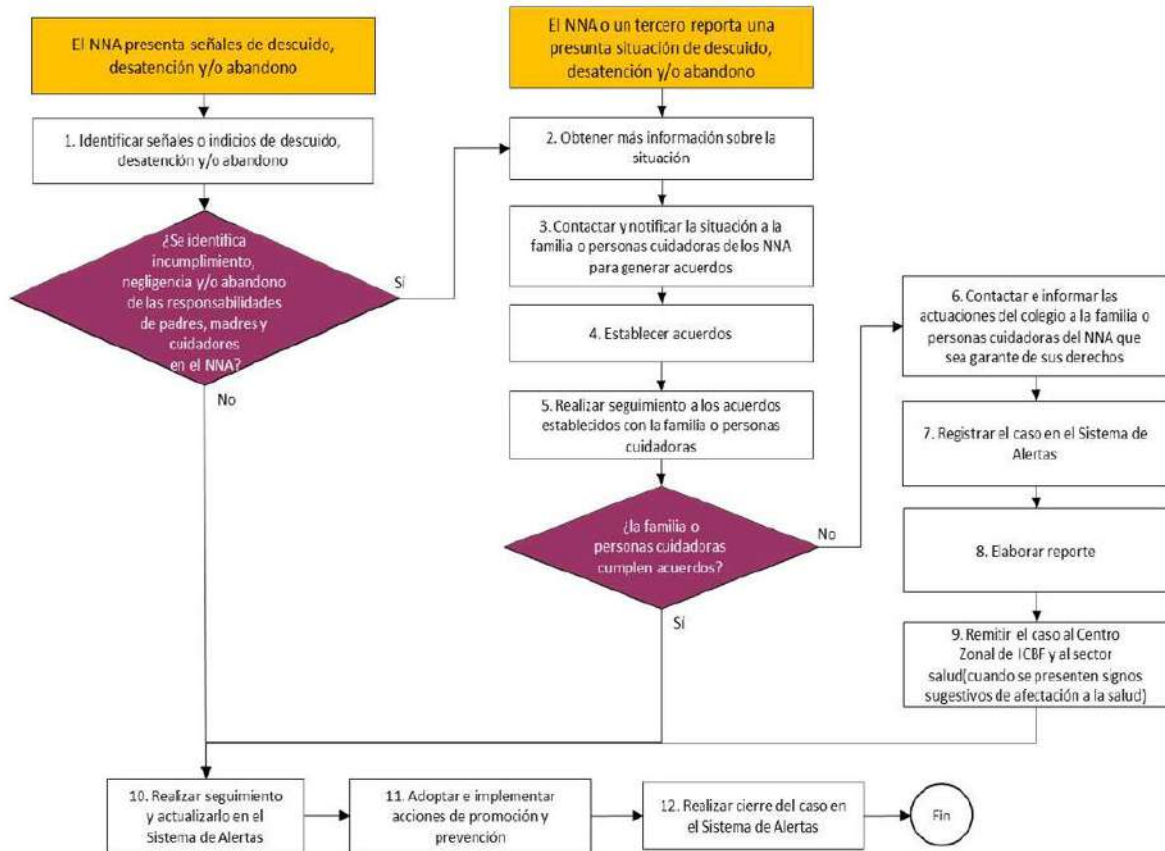 El NNA presenta señales de descuido,
desatención y/o abandono
El NNA o un tercero reporta una
presunta situación de descuido,
desatención y/o abandono
1. Identificar señales o indicios de descuido,
desatención y/o abandono
2. Obtener más información sobre la
situación
¿Se identifica
incumplimiento,
negligencia y/o abandono
de las responsabilidades
de padres, madres y
cuidadores
en el NNA?
Sí
No
3. Contactar y notificar la situación a la
familia o personas cuidadoras de los NNA
para generar acuerdos
4. Establecer acuerdos
5. Realizar seguimiento a los acuerdos
establecidos con la familia o personas
cuidadoras
¿la familia o
personas cuidadoras
cumplen acuerdos?
No
Sí
6. Contactar e informar las
actuaciones del colegio a la familia o
personas cuidadoras del NNA que
sea garante de sus derechos
7. Registrar el caso en el Sistema de
Alertas
8. Elaborar reporte
9. Remitir el caso al Centro
Zonal de ICBF y al sector
salud(cuando se presenten signos
sugestivos de afectación a la salud)
10. Realizar seguimiento
y actualizarlo en el
Sistema de Alertas
11. Adoptar e implementar
acciones de promoción y
prevención
12. Realizar cierre del caso en
el Sistema de Alertas
Fin